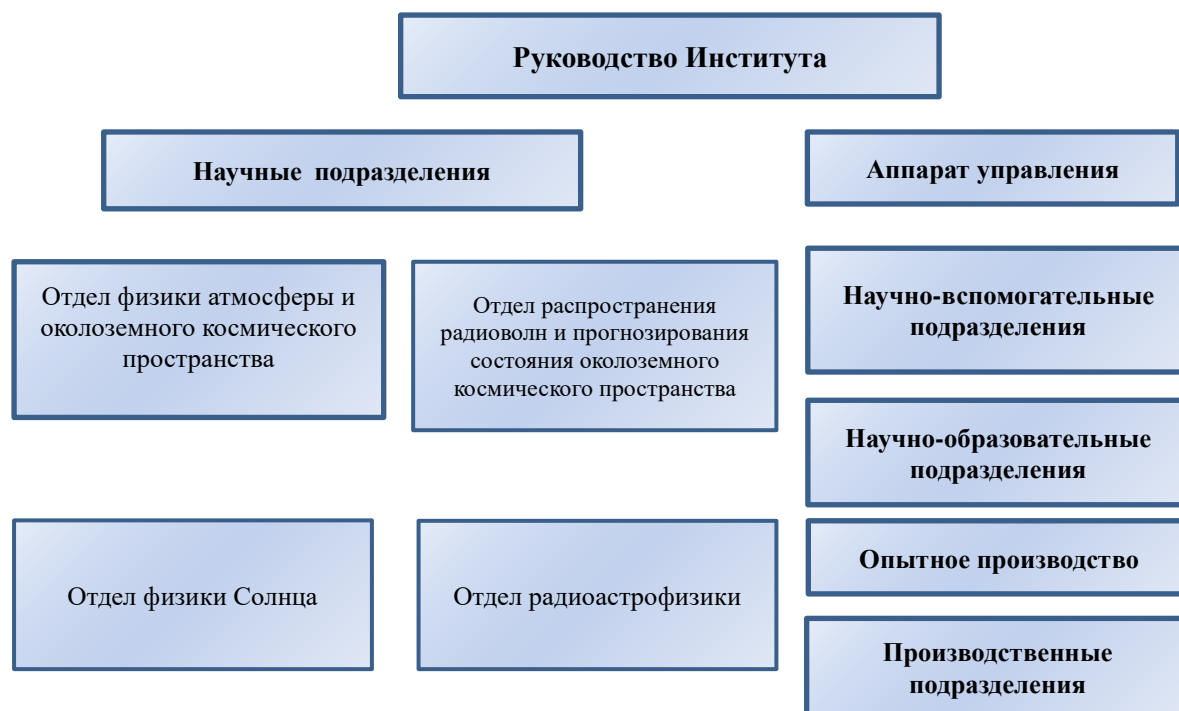 Руководство Института
Научные подразделения
Аппарат управления
Отдел физики атмосферы и
околоземного космического
пространства
Отдел распространения
радиоволн и прогнозирования
состояния околоземного
космического пространства
Научно-вспомогательные
подразделения
Научно-образовательные
подразделения
Отдел физики Солнца
Отдел радиоастрофизики
Опытное производство
Производственные
подразделения